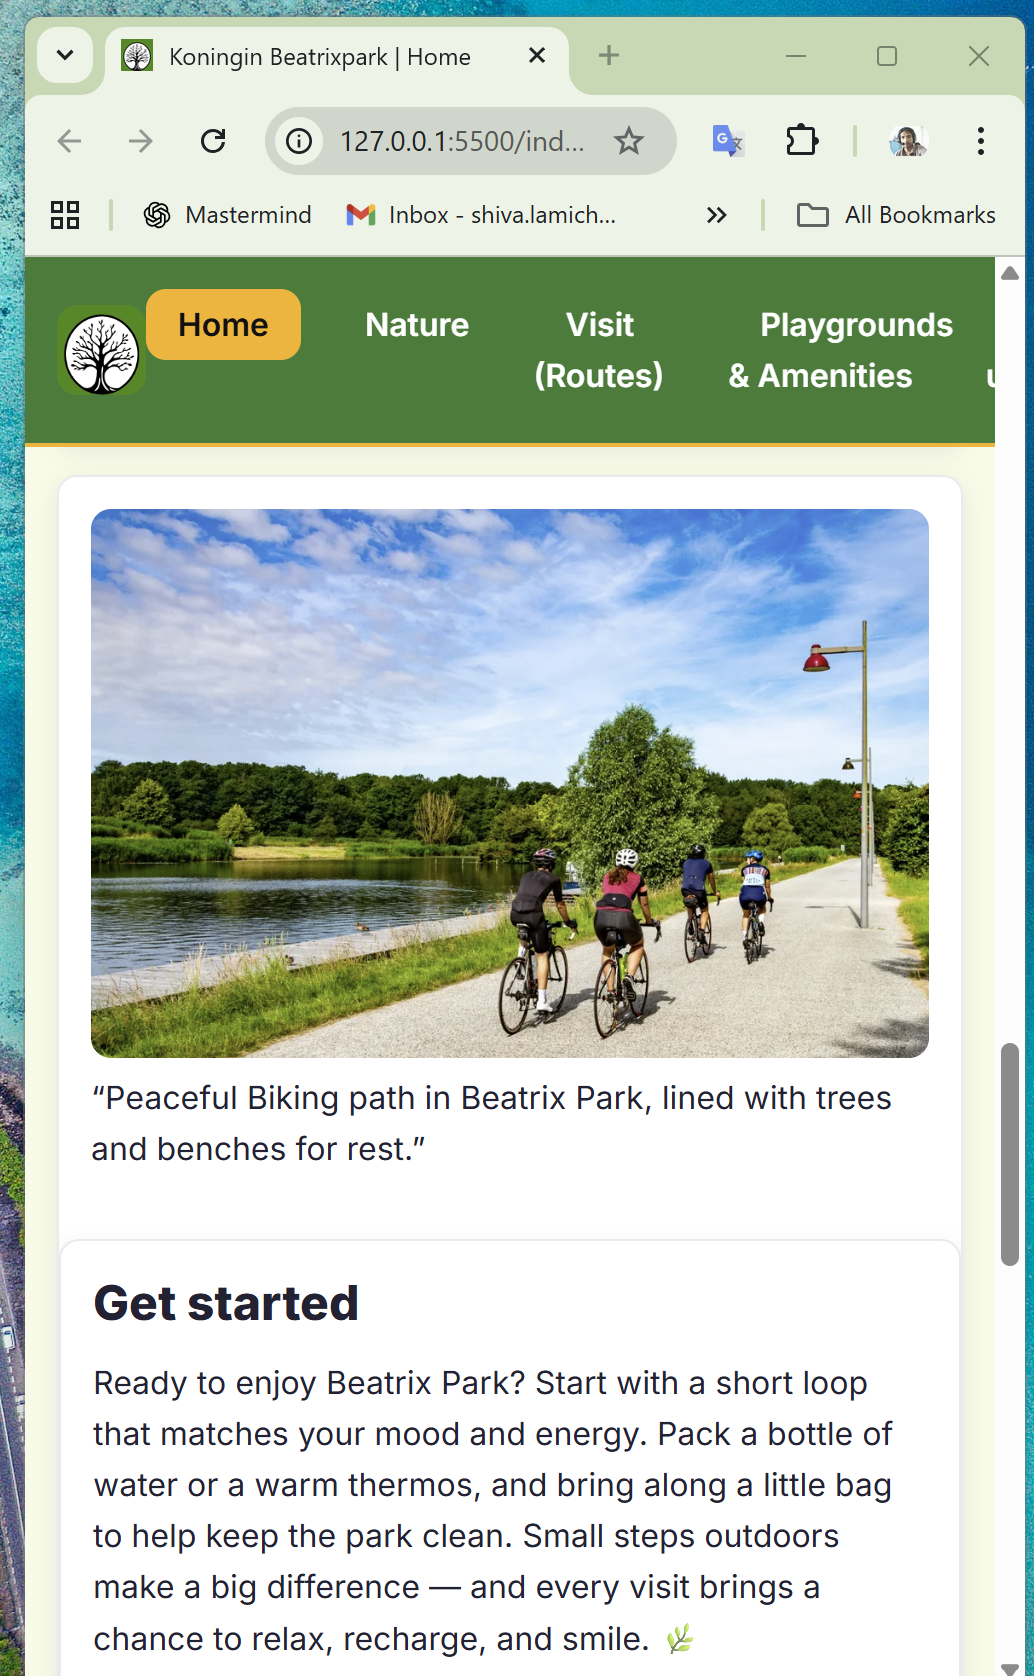 Koningin Beatrixpark | Home
127.0.0.1:5500/ind...
Mastermind
Inbox - shiva.lamich...
All Bookmarks
Home
Nature
Visit
(Routes)
Playgrounds
& Amenities
“Peaceful Biking path in Beatrix Park, lined with trees
and benches for rest.”
Get started
Ready to enjoy Beatrix Park? Start with a short loop
that matches your mood and energy. Pack a bottle of
water or a warm thermos, and bring along a little bag
to help keep the park clean. Small steps outdoors
make a big difference — and every visit brings a
chance to relax, recharge, and smile. 🌿